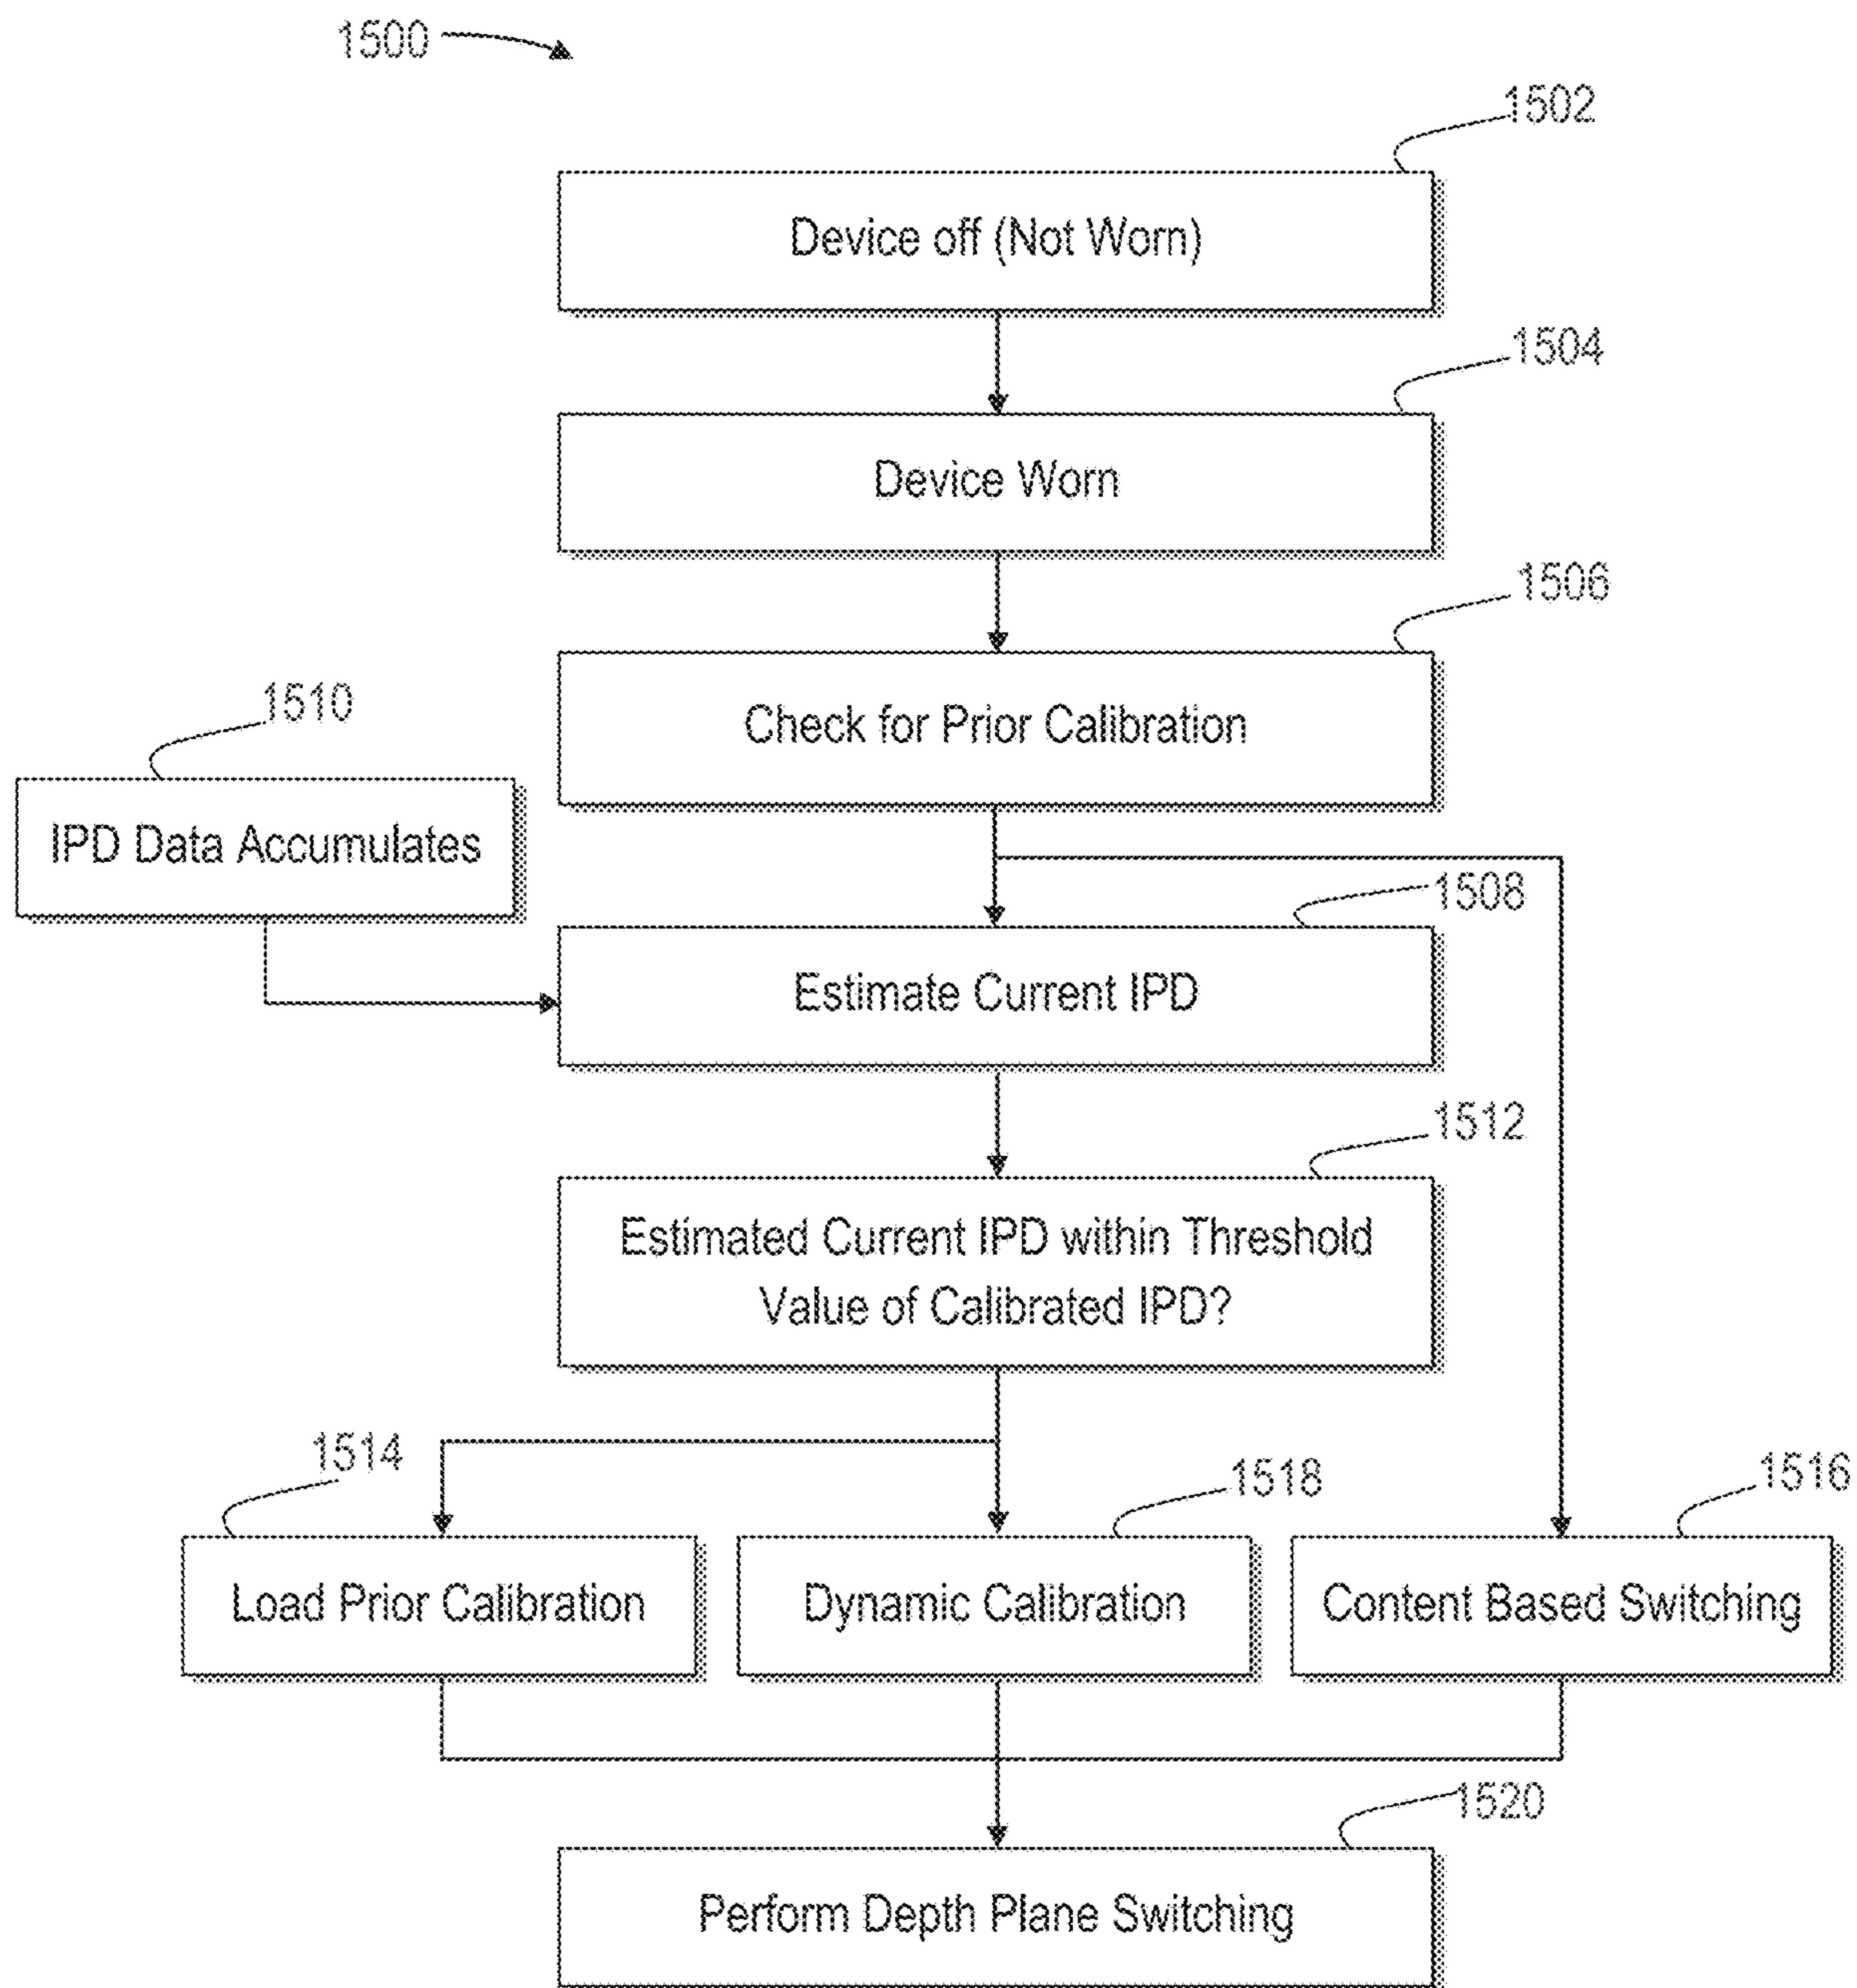 1500
1502
Device off (Not Worn)
1504
Device Worn
1506
Check for Prior Calibration
1510
IPD Data Accumulates
1508
Estimate Current IPD
1512
Estimated Current IPD within Threshold
Value of Calibrated IPD?
1514
Load Prior Calibration
1518
Dynamic Calibration
1516
Content Based Switching
1520
Perform Depth Plane Switching